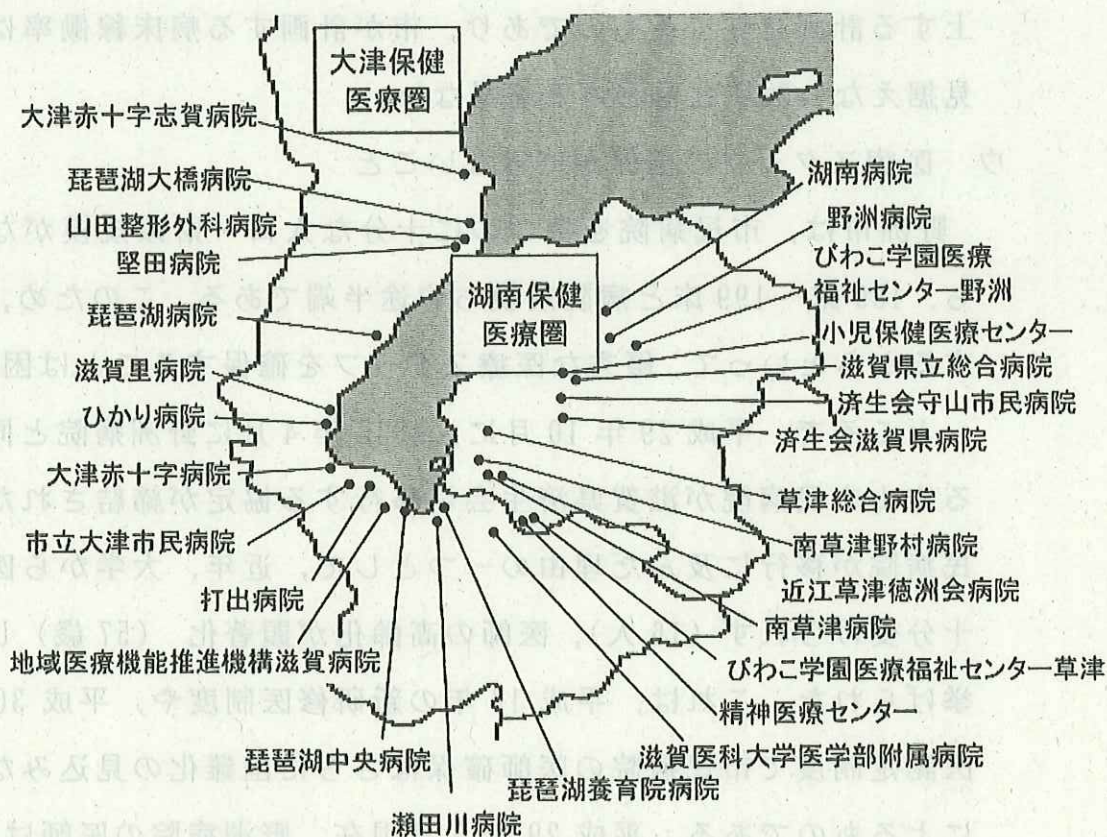 大津保健
医療圏
大津赤十字志賀病院
琵琶湖大橋病院
山田整形外科病院
堅田病院
琵琶湖病院
滋賀里病院
ひかり病院
大津赤十字病院
市立大津市民病院
打出病院
地域医療機能推進機構滋賀病院
琵琶湖中央病院
瀬田川病院
琵琶湖養育院病院
湖南保健
医療圏
湖南病院
野洲病院
びわこ学園医療
福祉センター野洲
小児保健医療センター
滋賀県立総合病院
済生会守山市民病院
済生会滋賀県病院
草津総合病院
南草津野村病院
近江草津徳洲会病院
南草津病院
びわこ学園医療福祉センター草津
精神医療センター
滋賀医科大学医学部附属病院